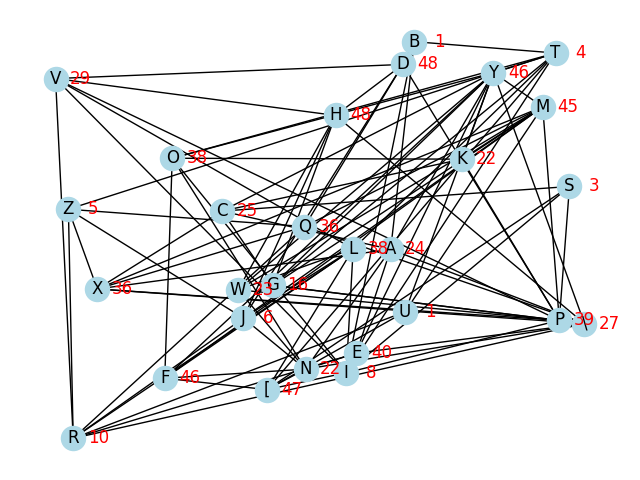 B 1
T 4
D 48
Y 46
V 29
M 45
H 48
O 38
K 22
S 3
Z 5
C 25
Q 36
L 38
A 24
X 36
W 23
G 16
J 6
U 1
P 39
27
E 40
I 8
N 22
F 46
[ 47
R 10